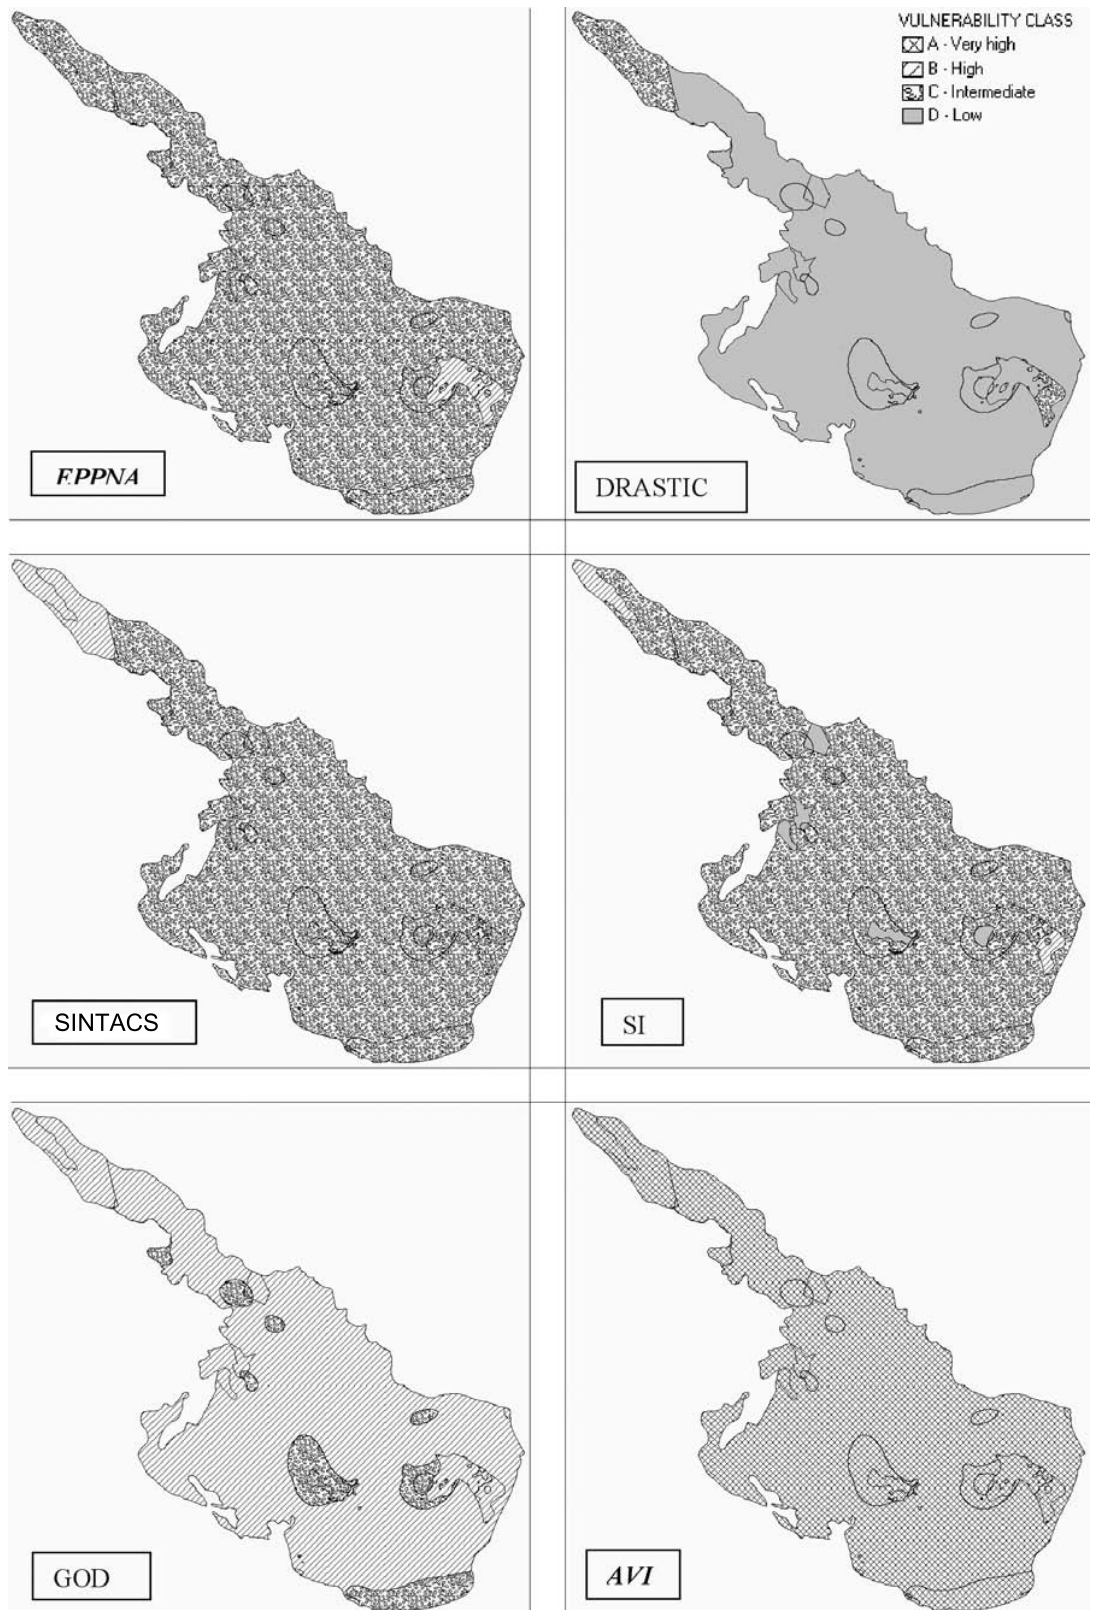 VULNERABILITY CLASS
A - Very high
B - High
C - Intermediate
D - Low
EPPNA
DRASTIC
SINTACS
SI
GOD
AVI